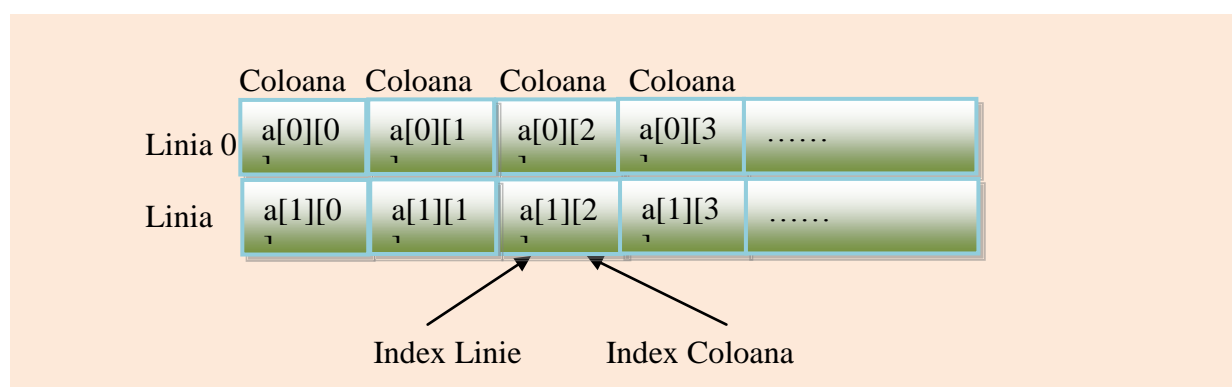 Coloana Coloana Coloana Coloana
Linia 0 a[0][0 a[0][1 a[0][2 a[0][3 ......
] ] ] ]
Linia a[1][0 a[1][1 a[1][2 a[1][3 ......
] ] ] ]
Index Linie Index Coloana